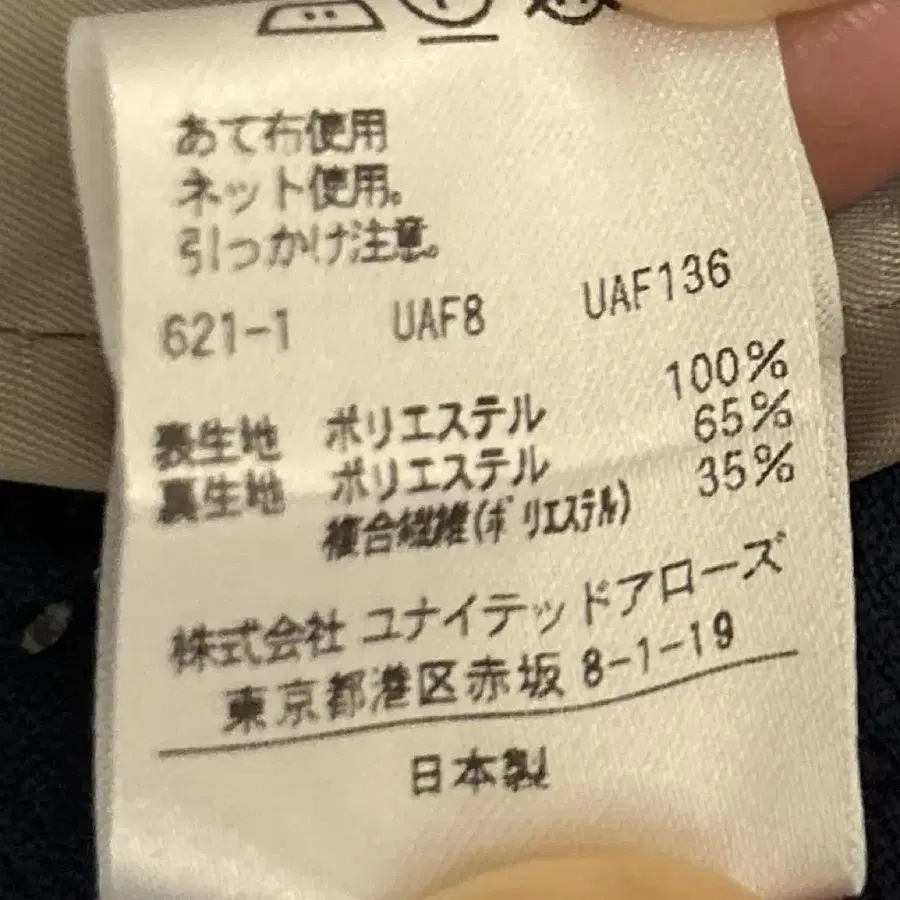 あて布使用
ネット使用。
引っかけ注意。
621-1 UAF8 UAF136
表生地 ポリエステル 100%
裏生地 ポリエステル 65%
複合繊維(ポリエステル) 35%
株式会社 ユナイテッドアローズ
東京都港区赤坂 8-1-19
日本製